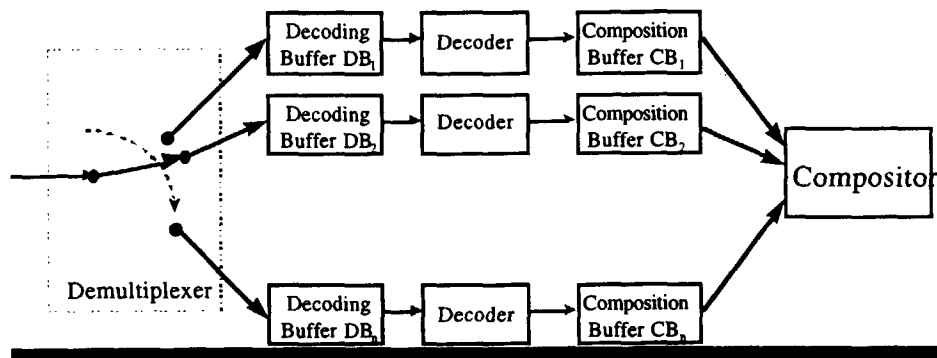 Decoding
Buffer DB₁
Decoder
Composition
Buffer CB₁
Decoding
Buffer DB₂
Decoder
Composition
Buffer CB₂
Compositor
Demultiplexer
Decoding
Buffer DBₙ
Decoder
Composition
Buffer CBₙ